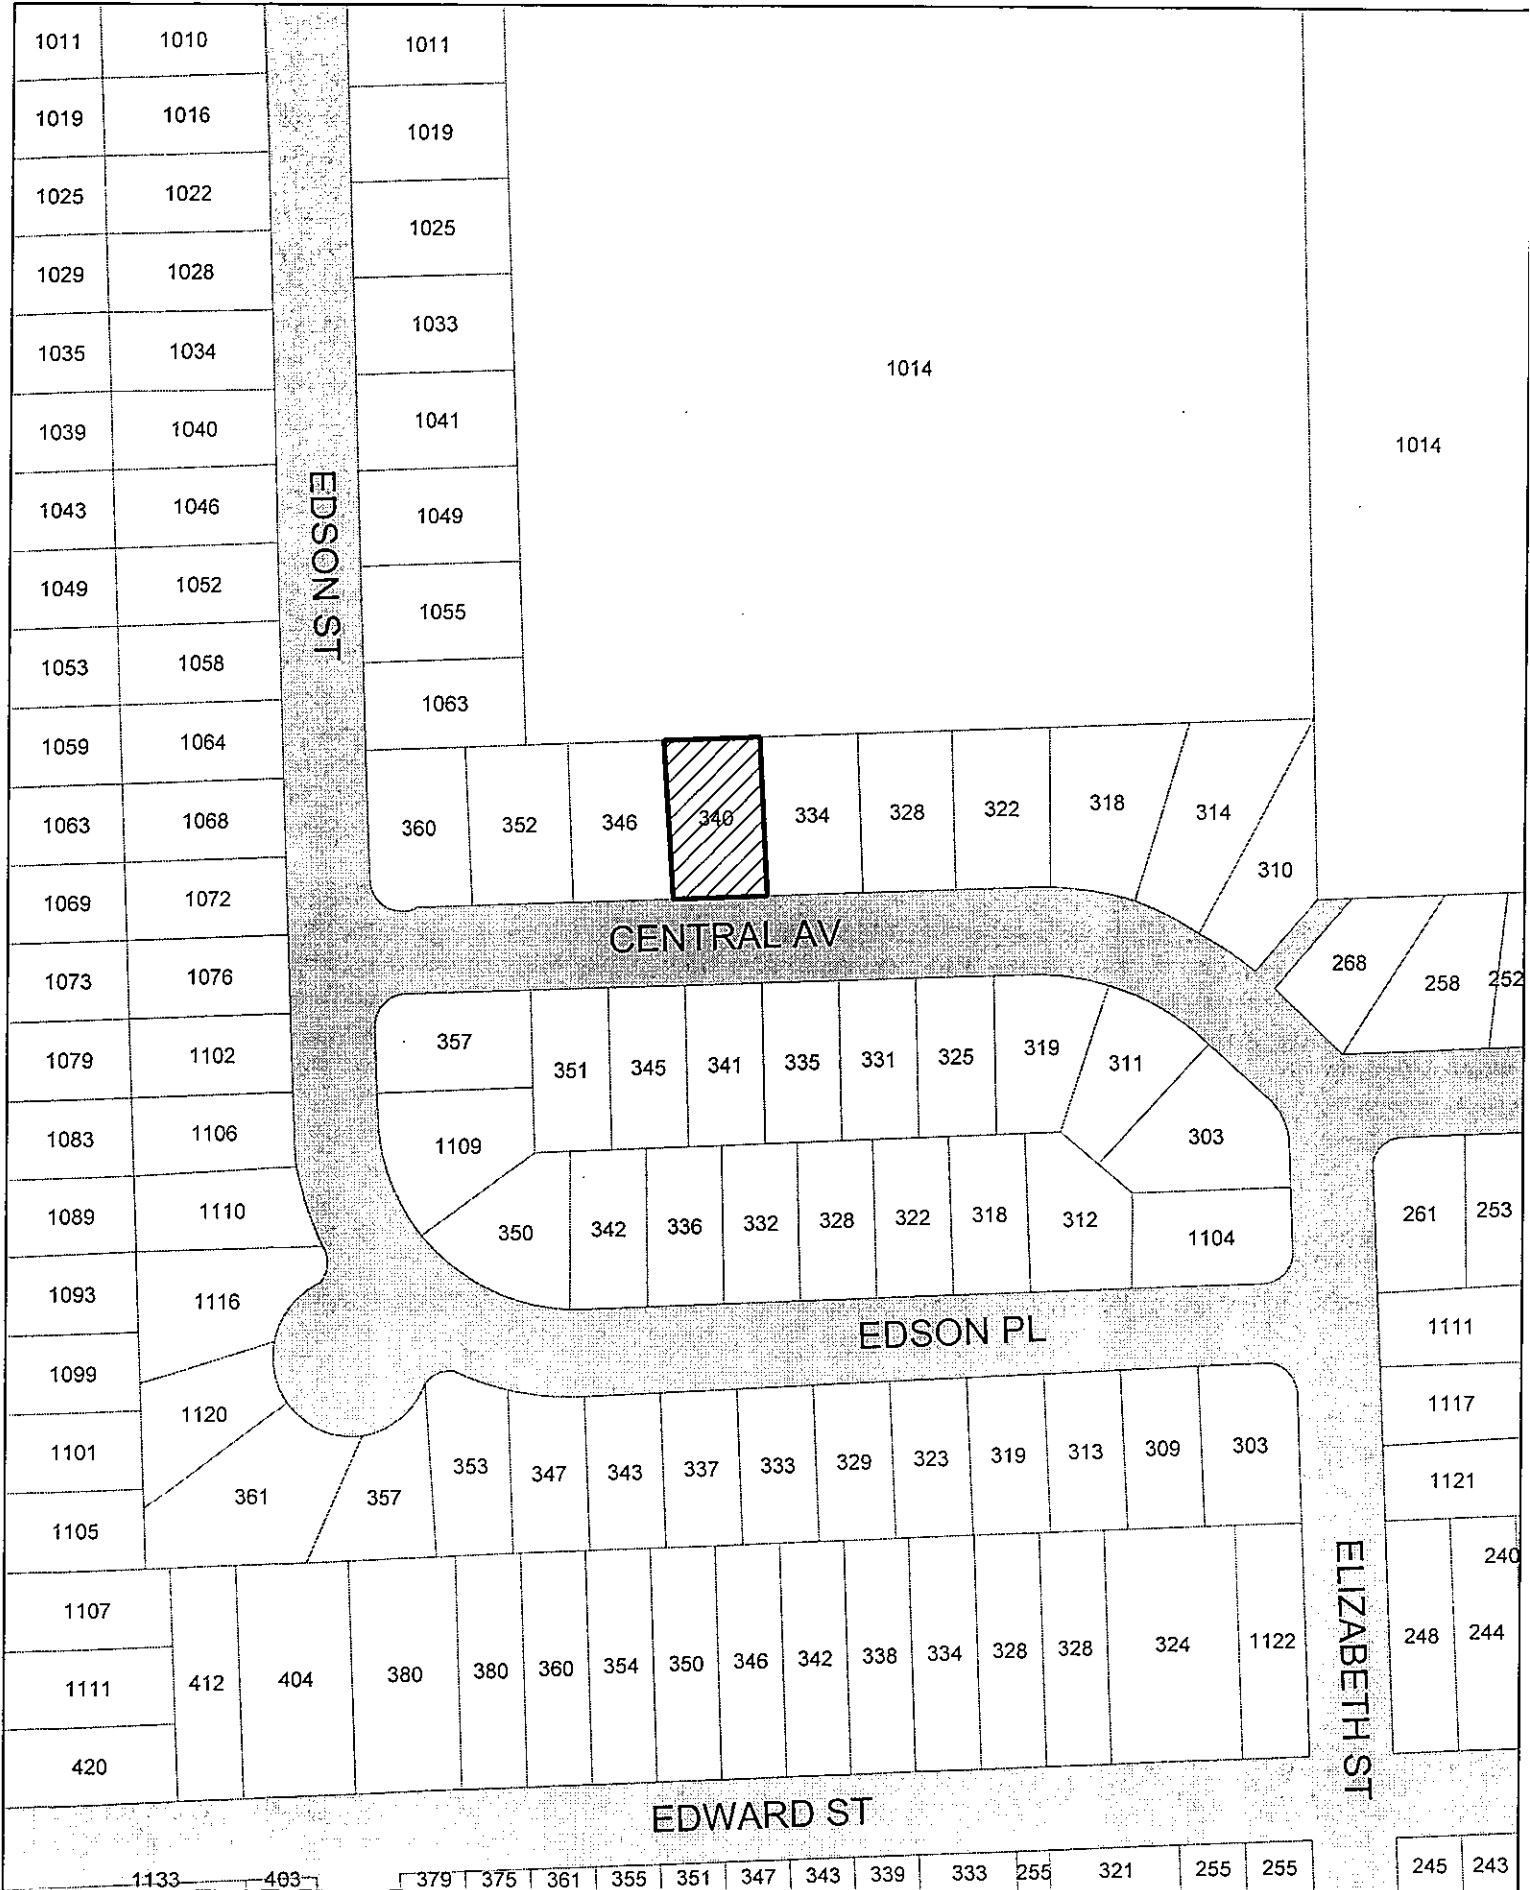 1011 1010 1011
1019 1016 1019
1025 1022 1025
1029 1028 1033
1035 1034 1014
1039 1040 1041 1014
1043 1046 1049
EDSON ST
1049 1052 1055
1053 1058 1063
1059 1064
1063 1068 360 352 346 340 334 328 322 318 314 310
1069 1072
CENTRAL AV
1073 1076 268 258 252
1079 1102 357 351 345 341 335 331 325 319 311
1083 1106 1109 303
1089 1110 350 342 336 332 328 322 318 312 1104 261 253
1093 1116
EDSON PL
1111
1099 1120 1117
1101 361 357 353 347 343 337 333 329 323 319 313 309 303 1121
1105
ELIZABETH ST
240
1107
1111 412 404 380 380 360 354 350 346 342 338 334 328 328 324 1122 248 244
420
EDWARD ST
1133 403 379 375 361 355 351 347 343 339 333 255 321 255 255 245 243